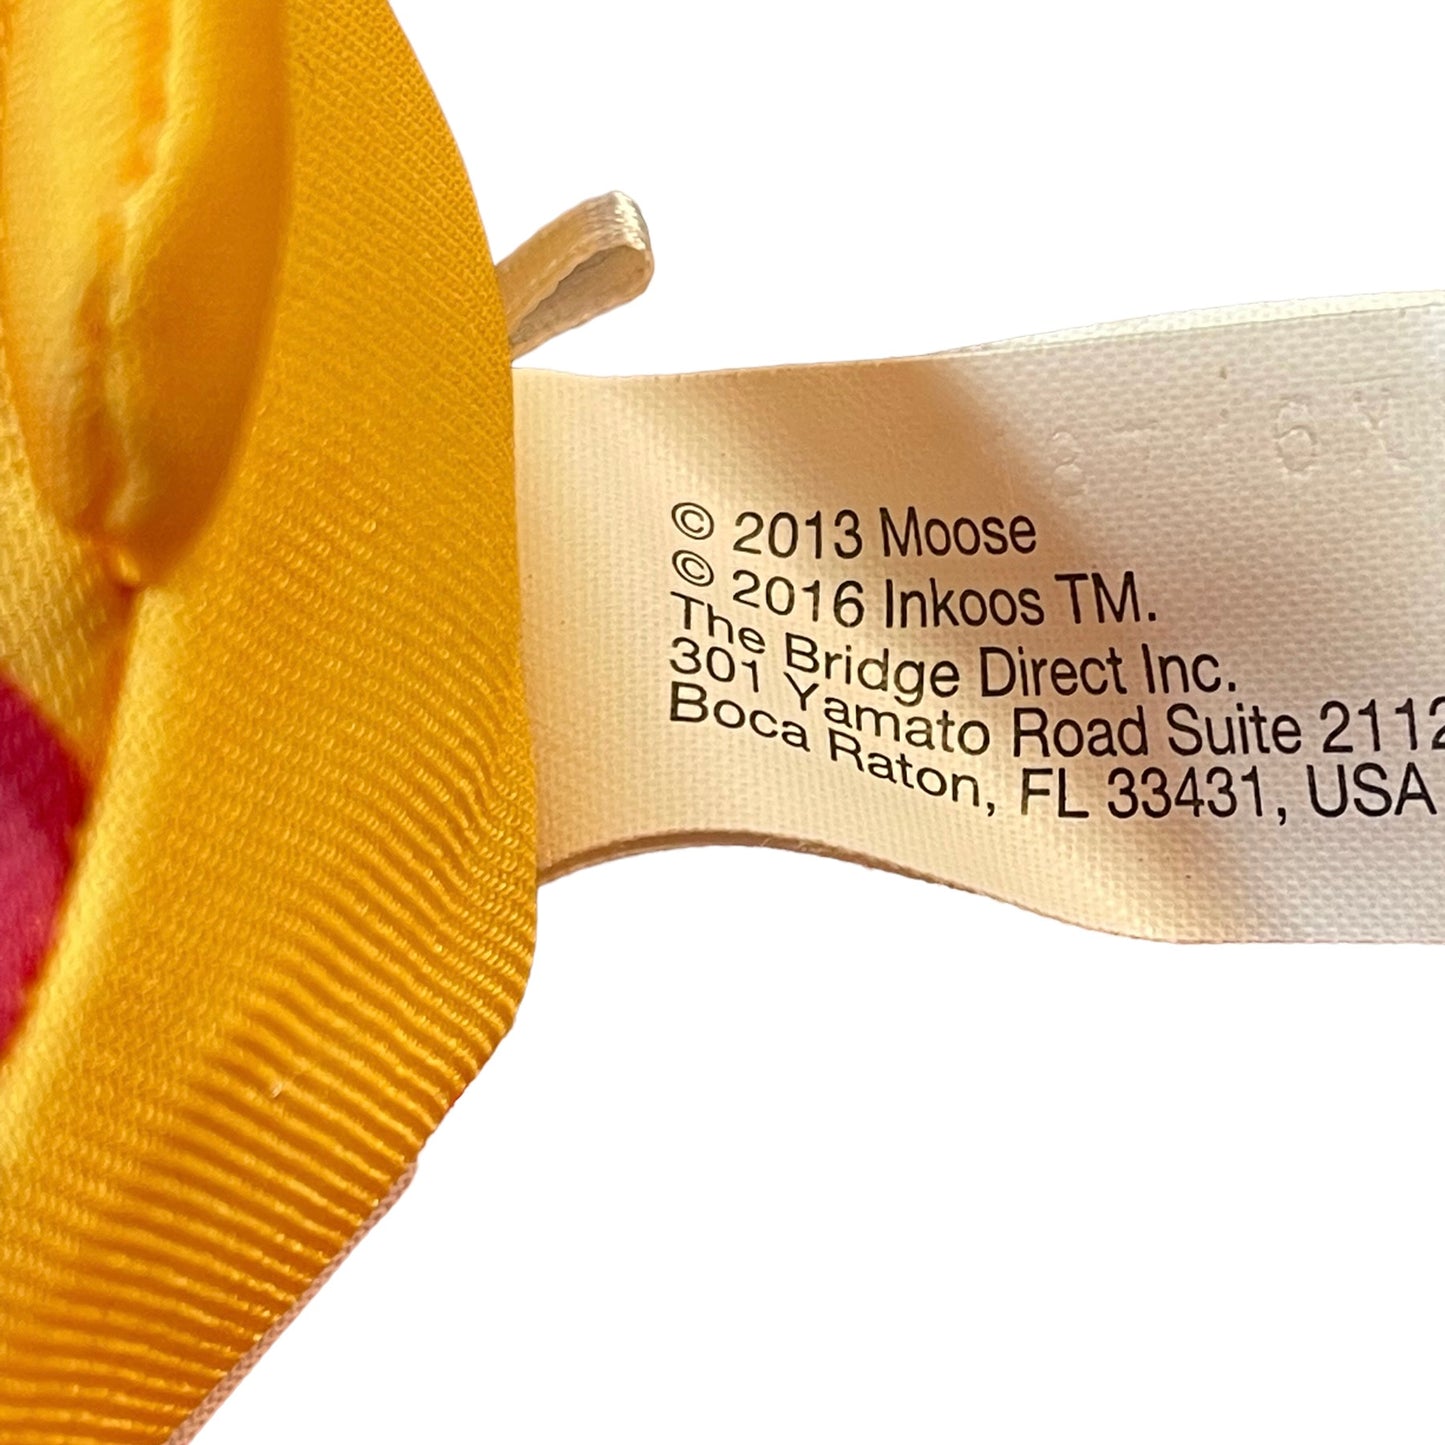 © 2013 Moose
© 2016 Inkoos TM.
The Bridge Direct Inc.
301 Yamato Road Suite 2112
Boca Raton, FL 33431, USA